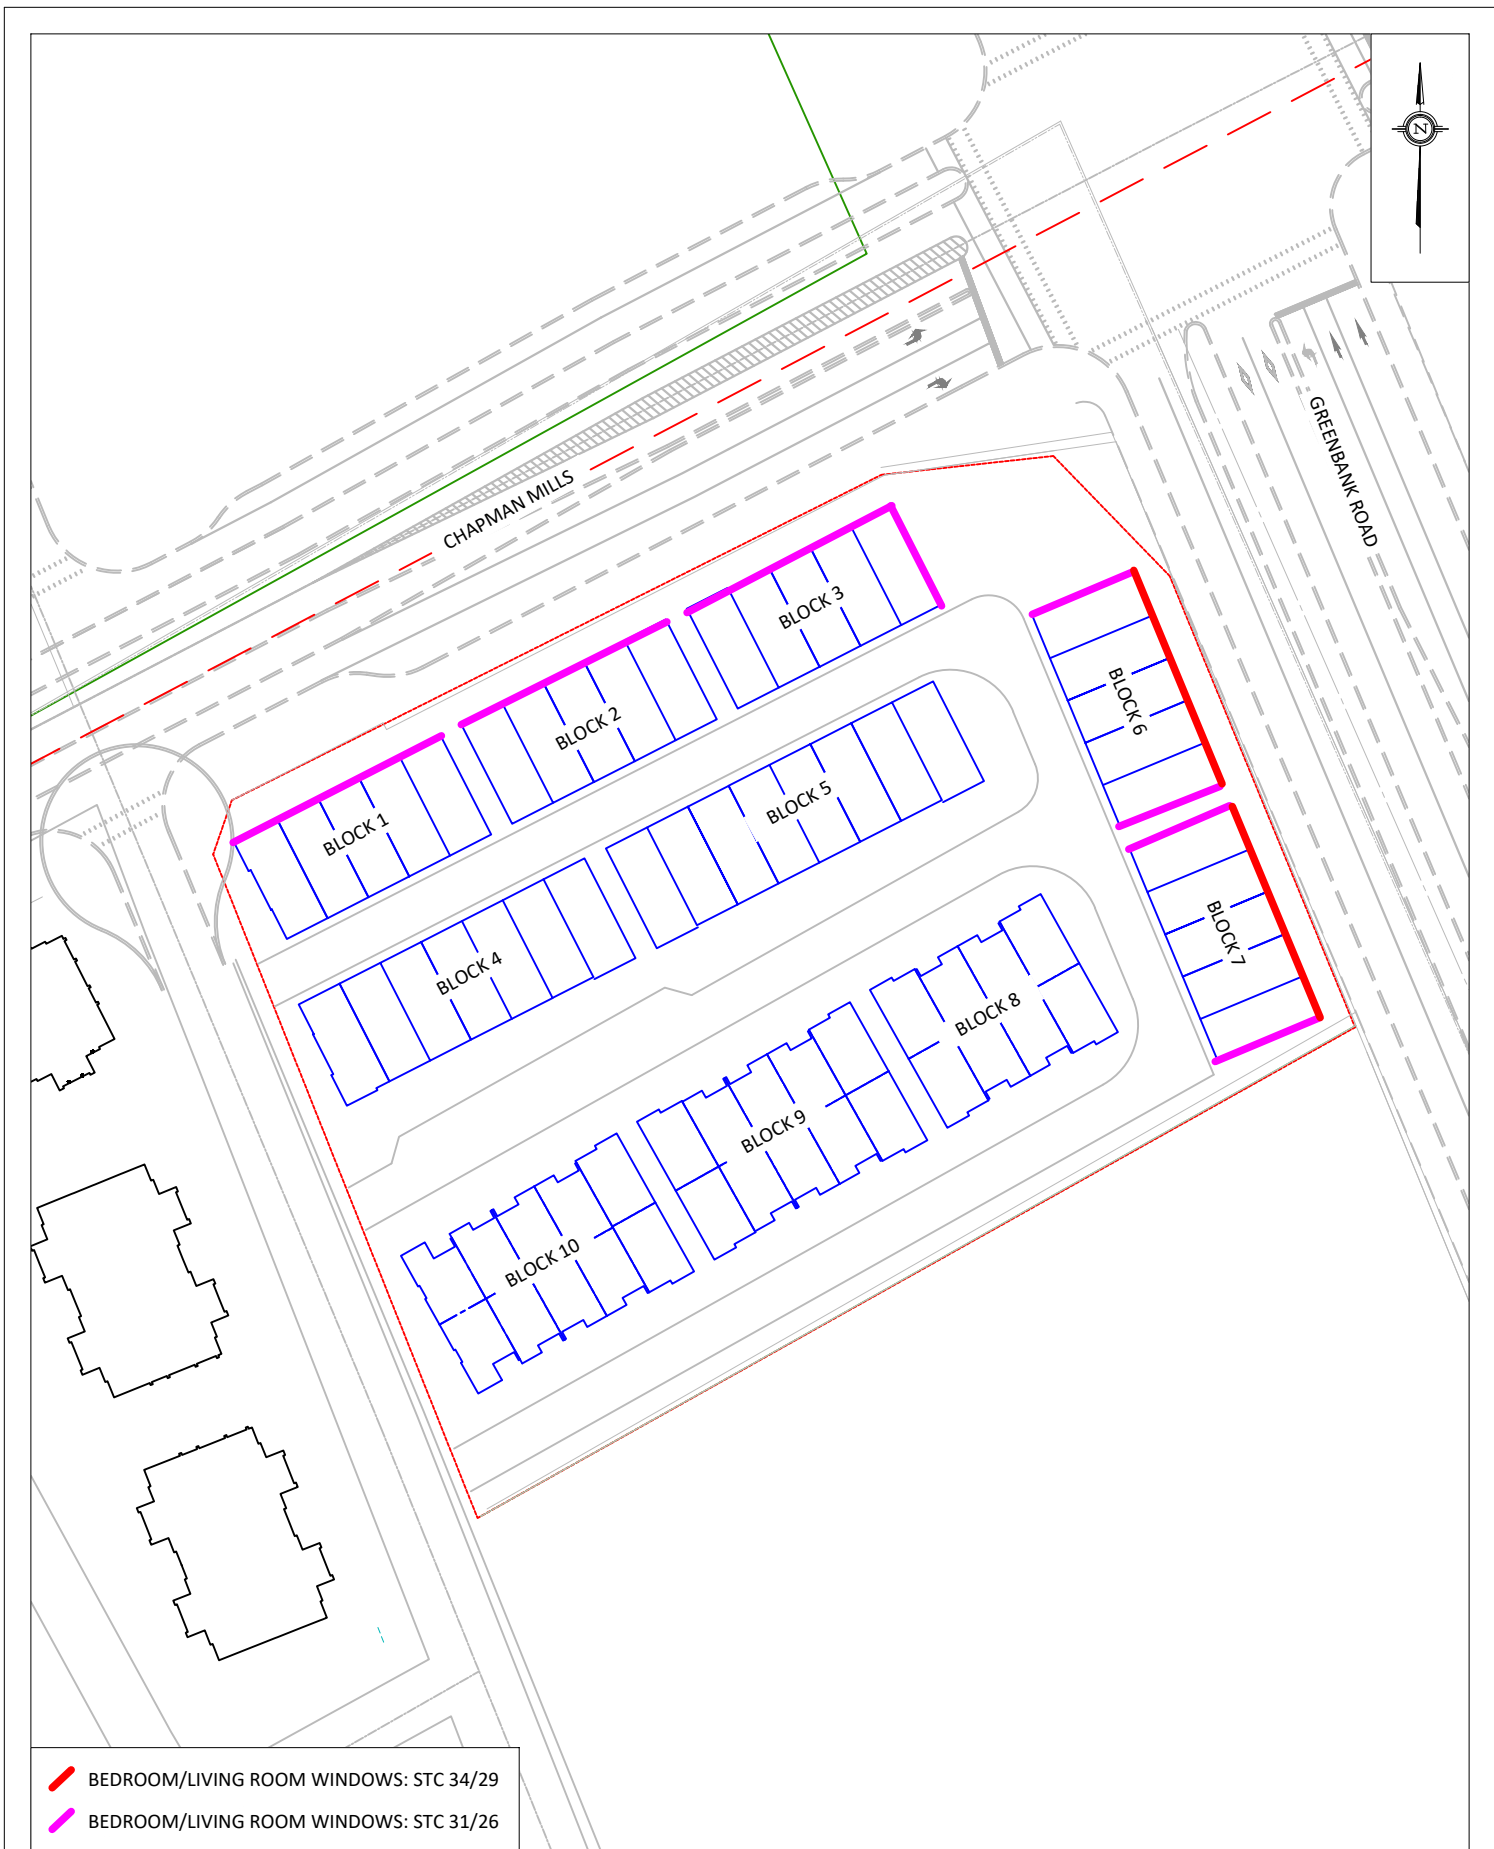 N
CHAPMAN MILLS
GREENBANK ROAD
BLOCK 3
BLOCK 6
BLOCK 2
BLOCK 5
BLOCK 1
BLOCK 7
BLOCK 4
BLOCK 8
BLOCK 9
BLOCK 10
BEDROOM/LIVING ROOM WINDOWS: STC 34/29
BEDROOM/LIVING ROOM WINDOWS: STC 31/26